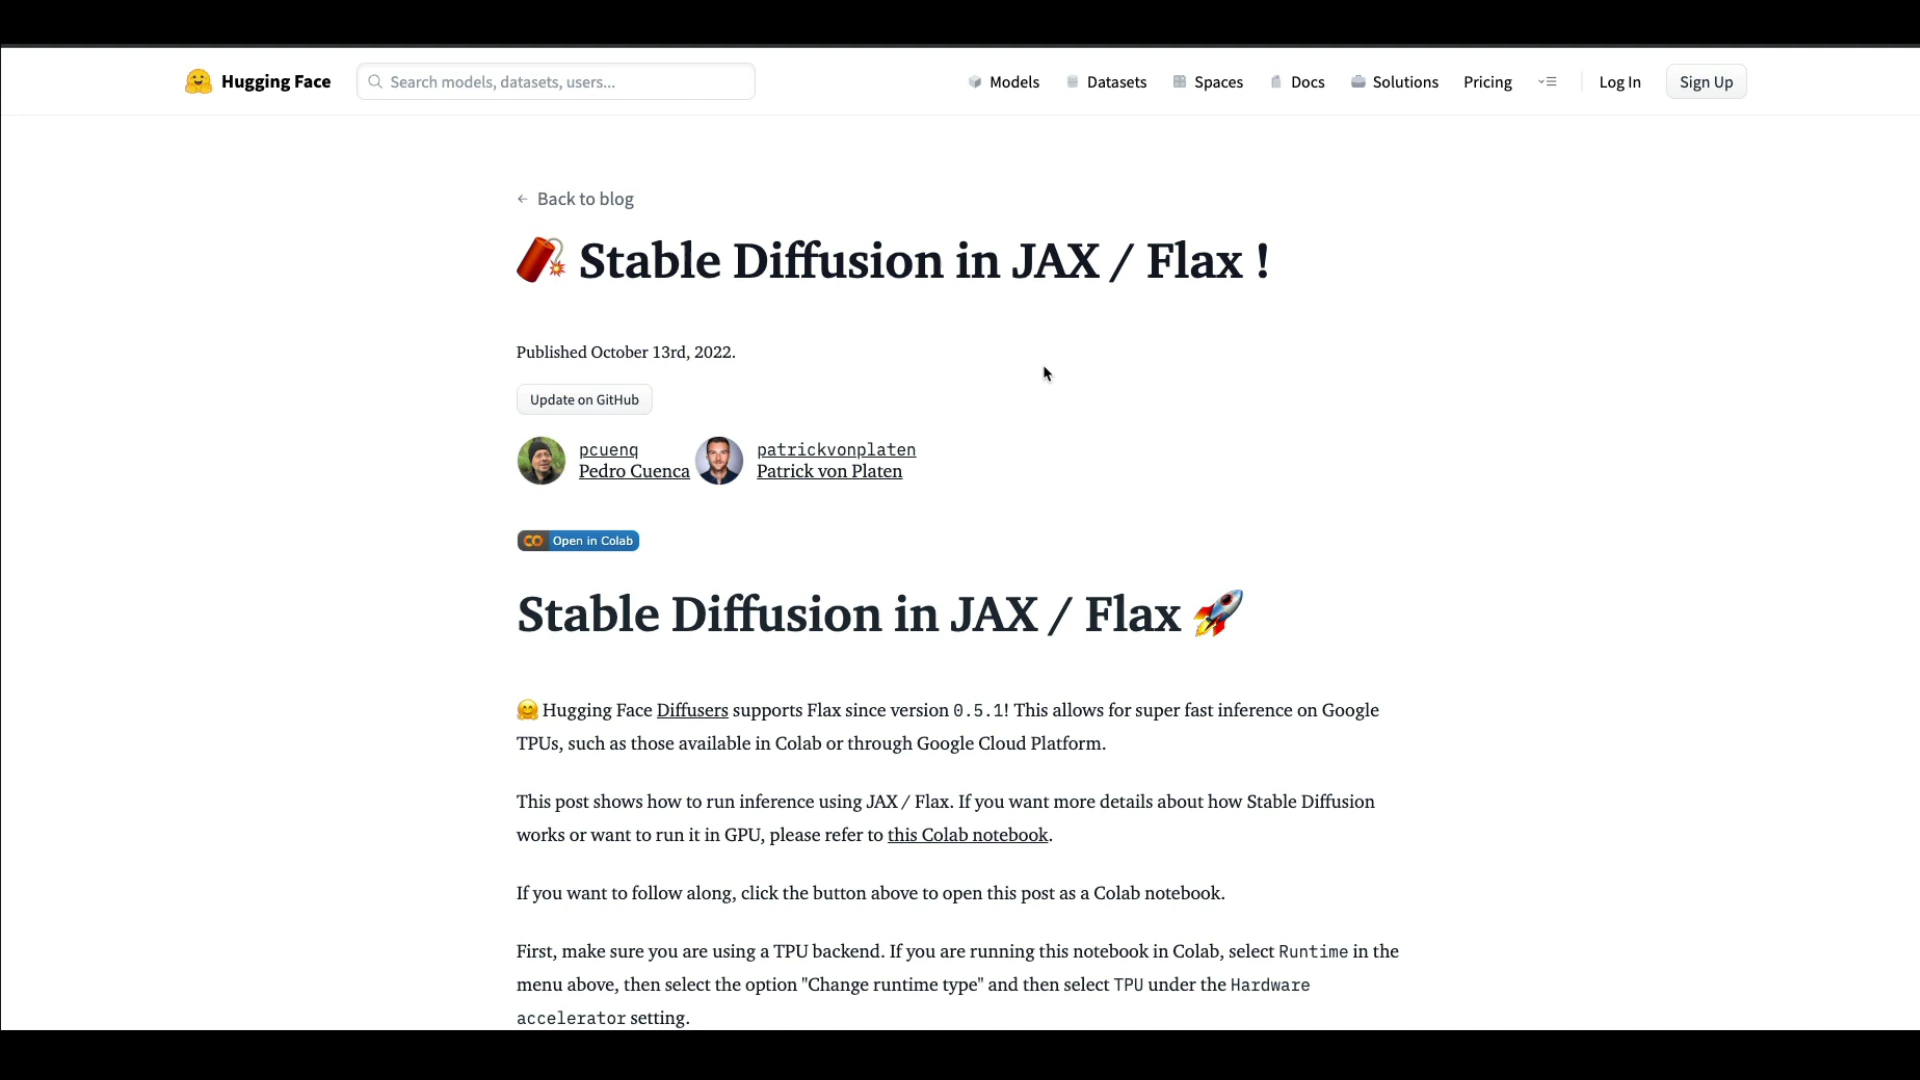 Hugging Face
Search models, datasets, users...
Models
Datasets
Spaces
Docs
Solutions
Pricing
Log In
Sign Up
Back to blog
Stable Diffusion in JAX / Flax !
Published October 13rd, 2022.
Update on GitHub
pcuenq
Pedro Cuenca
patrickvonplaten
Patrick von Platen
Open in Colab
Stable Diffusion in JAX / Flax 🚀
🤗 Hugging Face Diffusers supports Flax since version 0.5.1! This allows for super fast inference on Google
TPUs, such as those available in Colab or through Google Cloud Platform.
This post shows how to run inference using JAX / Flax. If you want more details about how Stable Diffusion
works or want to run it in GPU, please refer to this Colab notebook.
If you want to follow along, click the button above to open this post as a Colab notebook.
First, make sure you are using a TPU backend. If you are running this notebook in Colab, select Runtime in the
menu above, then select the option "Change runtime type" and then select TPU under the Hardware
accelerator setting.